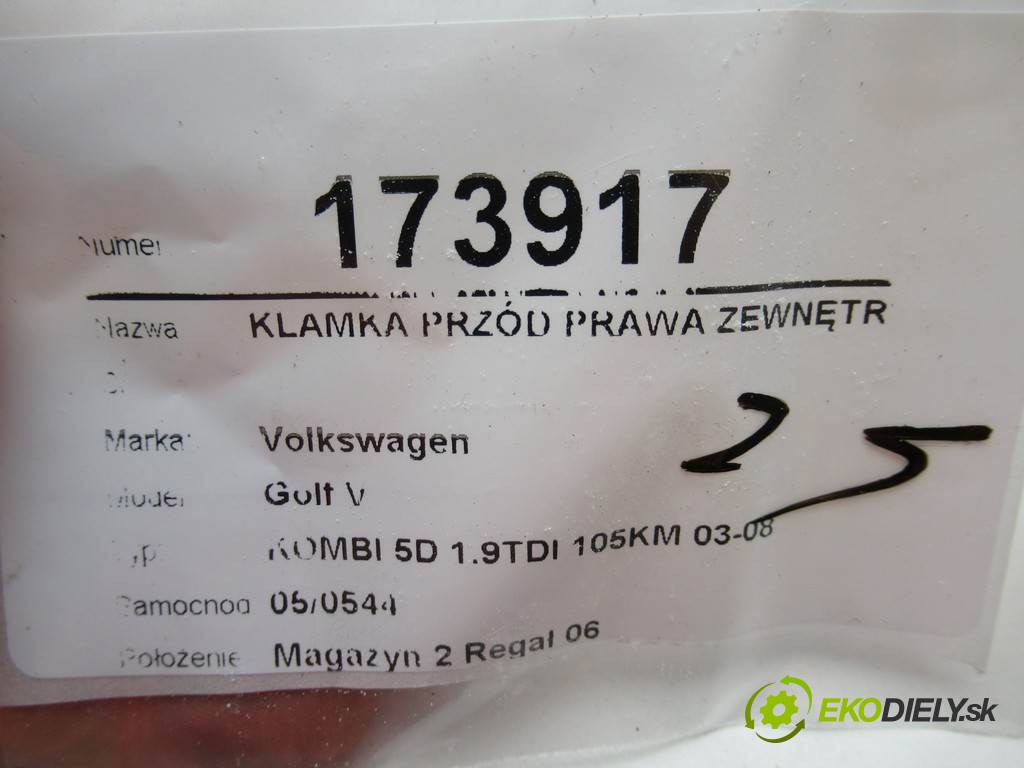 Numer 173917
Nazwa KLAMKA PRZÓD PRAWA ZEWNĘTR
Marka: Volkswagen
Model Golf V
Typ KOMBI 5D 1.9TDI 105KM 03-08
Samochód 05/0544
Położenie Magazyn 2 Regał 06
25
EKODIELY.sk